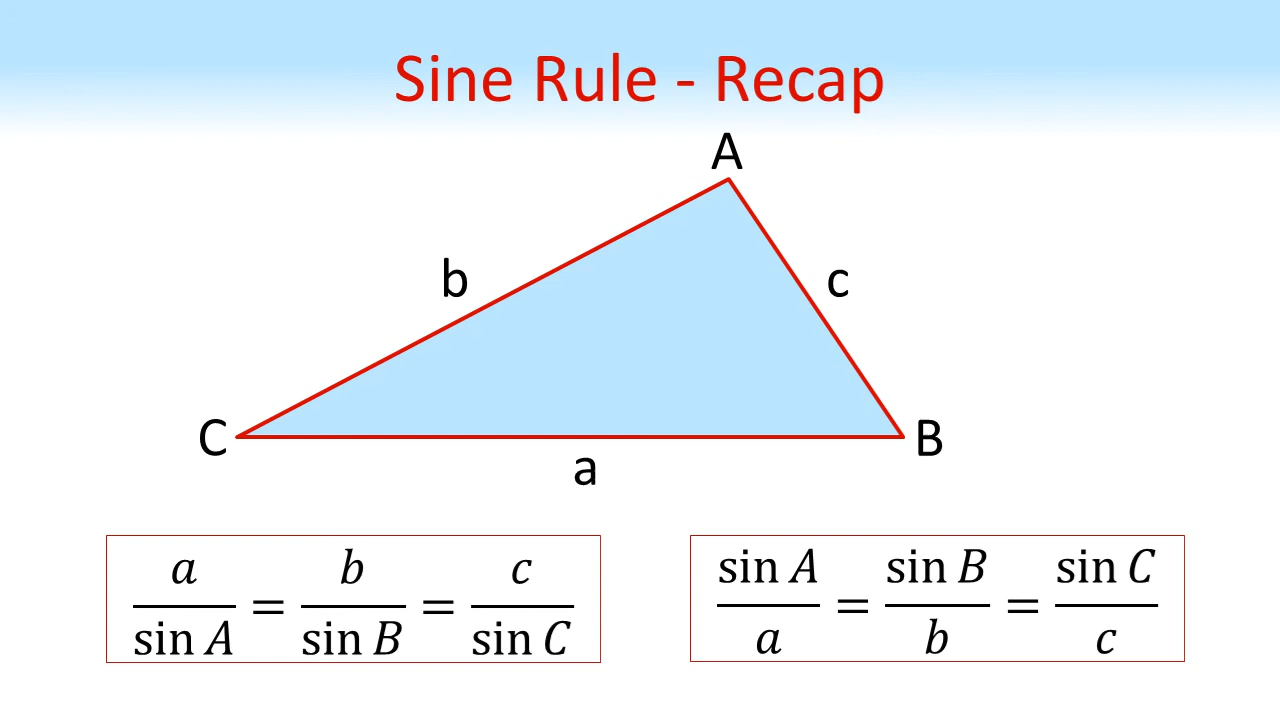 Sine Rule - Recap
A
b
c
C
B
a
a/sin A = b/sin B = c/sin C
sin A/a = sin B/b = sin C/c